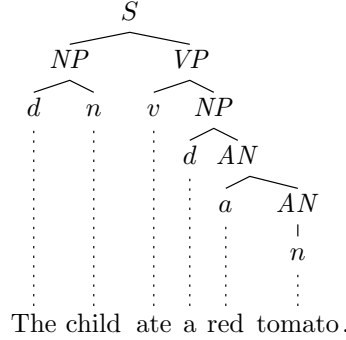 S
NP VP
d n v NP
d AN
a AN
n
The child ate a red tomato.